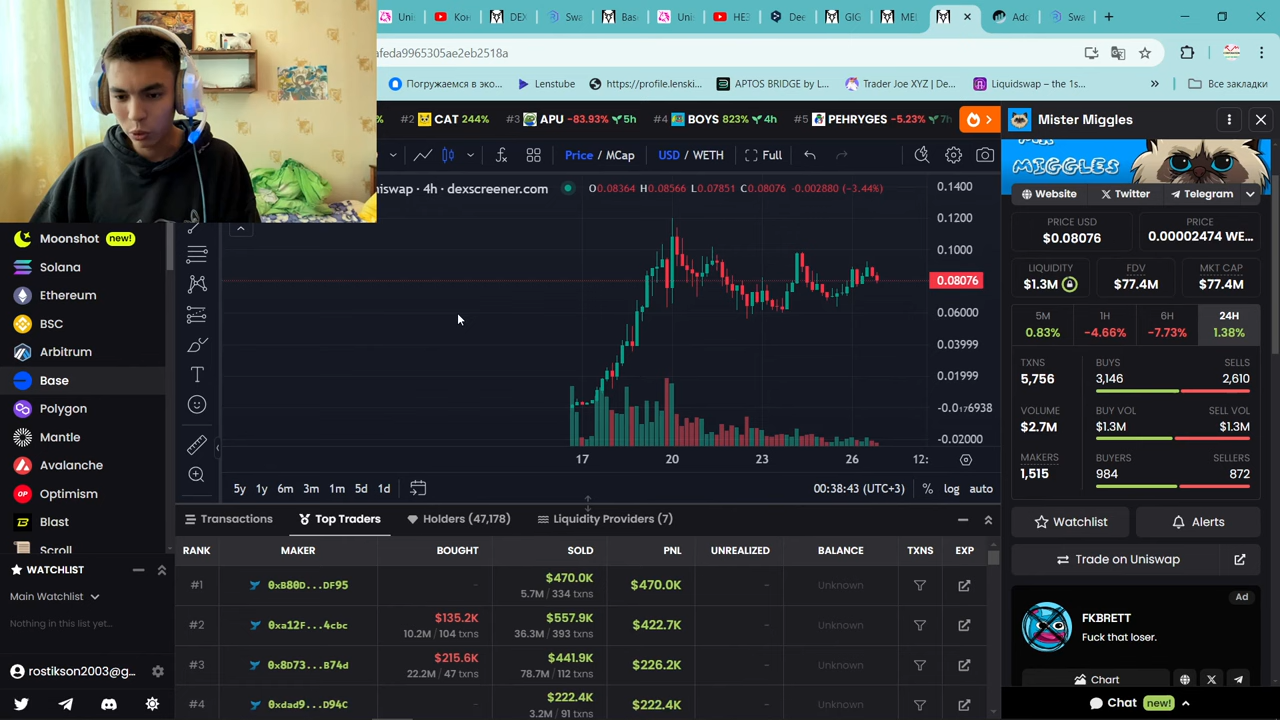 Uni
Кон
DEX
Swa
Bas
Uni
НЕЗ
Dee
GIG
ME
Adc
Swa
afeda9965305ae2eb2518a
Погружаемся в эко...
Lenstube
https://profile.lenski...
APTOS BRIDGE by L...
Trader Joe XYZ | De...
Liquidswap – the 1s...
Все закладки
% #2 CAT 244% #3 APU -83.93% 5h #4 BOYS 823% 4h #5 PEHRYGES -5.23% 7h
Mister Miggles
Price / MCap USD / WETH Full
MIGGLES
niswap · 4h · dexscreener.com O0.08364 H0.08566 L0.07851 C0.08076 -0.002880 (-3.44%)
0.1400
0.1200
0.1000
0.08076
0.06000
0.03999
0.01999
-0.0₁76938
-0.02000
17 20 23 26 12:
5y 1y 6m 3m 1m 5d 1d 00:38:43 (UTC+3) % log auto
Website Twitter Telegram
PRICE USD PRICE
$0.08076 0.00002474 WE...
LIQUIDITY FDV MKT CAP
$1.3M $77.4M $77.4M
5M 1H 6H 24H
0.83% -4.66% -7.73% 1.38%
TXNS BUYS SELLS
5,756 3,146 2,610
VOLUME BUY VOL SELL VOL
$2.7M $1.3M $1.3M
MAKERS BUYERS SELLERS
1,515 984 872
Watchlist Alerts
Trade on Uniswap
Ad
FKBRETT
Fuck that loser.
Chart
Chat new!
Moonshot new!
Solana
Ethereum
BSC
Arbitrum
Base
Polygon
Mantle
Avalanche
Optimism
Blast
Scroll
WATCHLIST
Main Watchlist
Nothing in this list yet...
rostikson2003@g...
Transactions Top Traders Holders (47,178) Liquidity Providers (7)
RANK MAKER BOUGHT SOLD PNL UNREALIZED BALANCE TXNS EXP
#1 0xB80D...DF95 - $470.0K $470.0K - Unknown
5.7M / 334 txns
#2 0xa12F...4cbc $135.2K $557.9K $422.7K - Unknown
10.2M / 104 txns 36.3M / 393 txns
#3 0x8D73...B74d $215.6K $441.9K $226.2K - Unknown
22.2M / 47 txns 78.7M / 112 txns
#4 0xdad9...D94C - $222.4K $222.4K - Unknown
3.2M / 91 txns